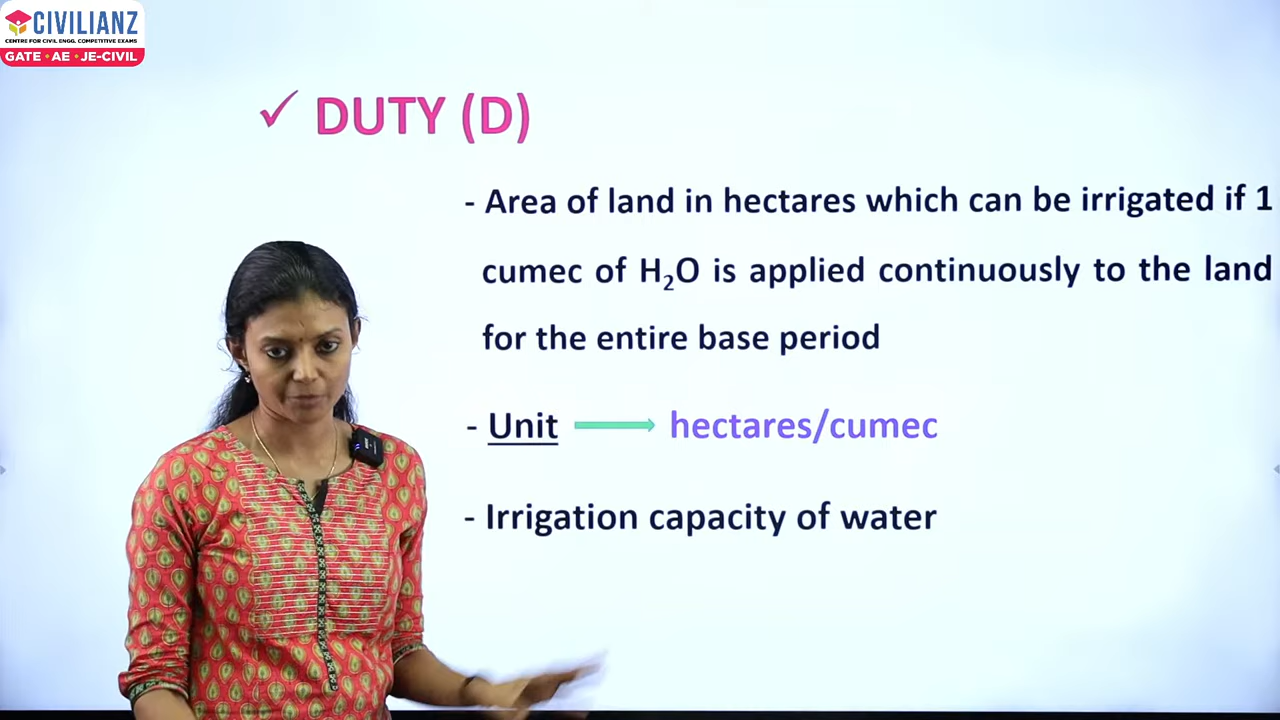 CIVILIANZ
CENTRE FOR CIVIL ENGG. COMPETITIVE EXAMS
GATE • AE • JE-CIVIL
✓ DUTY (D)
- Area of land in hectares which can be irrigated if 1
cumec of H₂O is applied continuously to the land
for the entire base period
- Unit → hectares/cumec
- Irrigation capacity of water